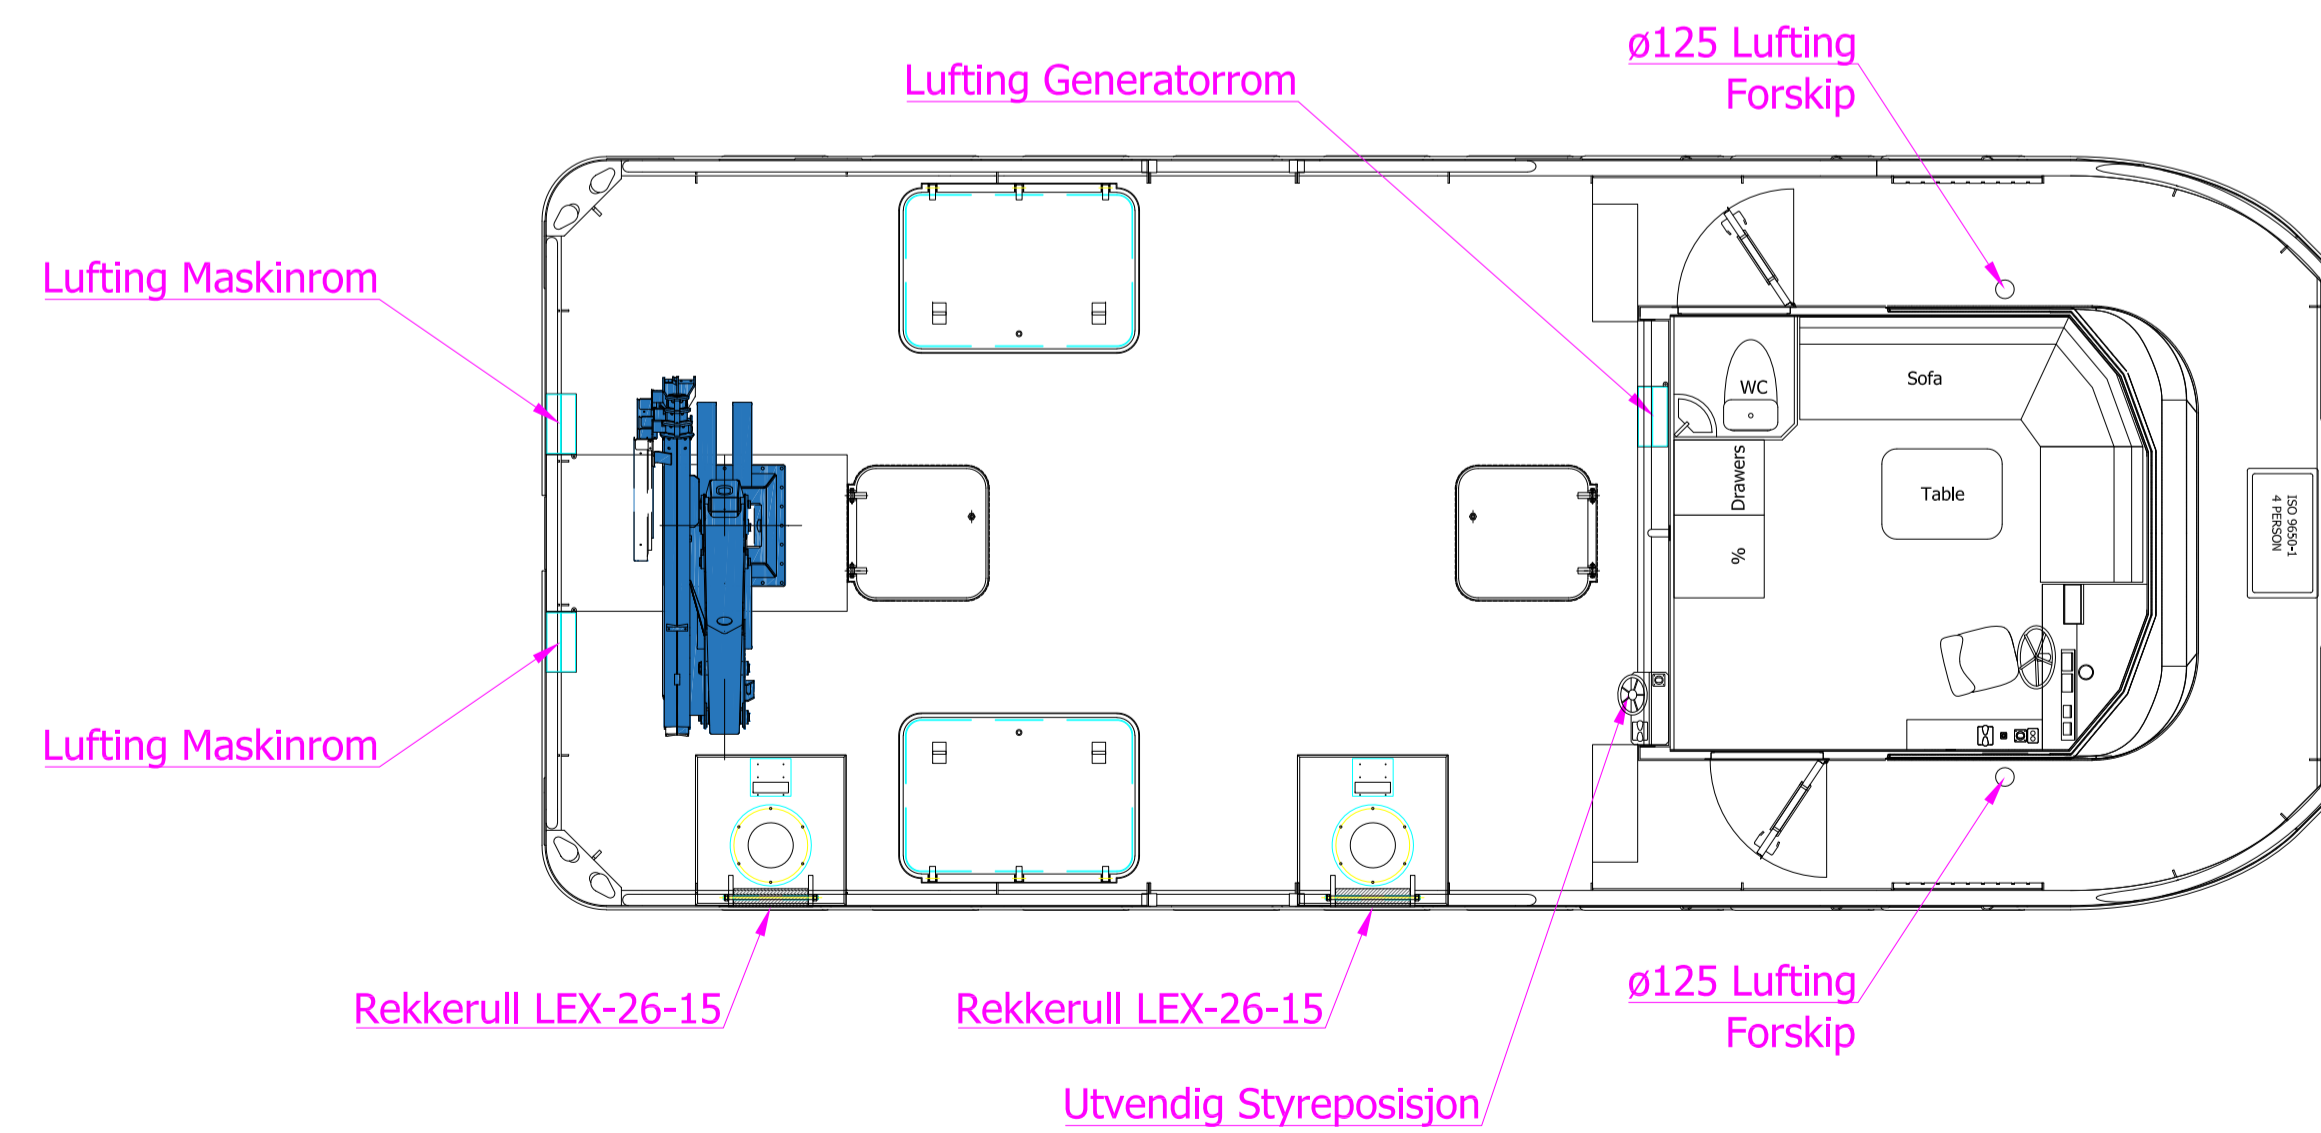 ø125 Lufting
Forskip
Lufting Generatorrom
Lufting Maskinrom
WC
Sofa
Drawers
Table
%
ISO 9650-1
4 PERSON
Lufting Maskinrom
Rekkerull LEX-26-15
Rekkerull LEX-26-15
ø125 Lufting
Forskip
Utvendig Styreposisjon